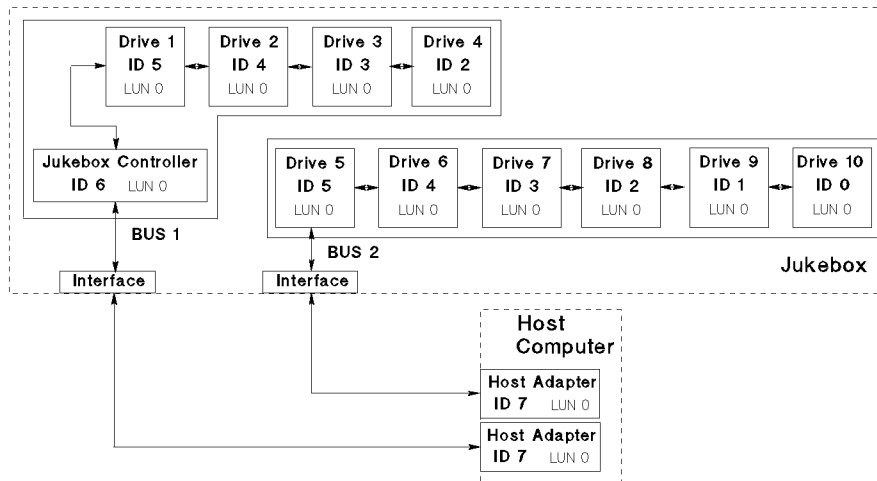 Drive 1
ID 5
LUN 0
Drive 2
ID 4
LUN 0
Drive 3
ID 3
LUN 0
Drive 4
ID 2
LUN 0
Jukebox Controller
ID 6 LUN 0
Drive 5
ID 5
LUN 0
Drive 6
ID 4
LUN 0
Drive 7
ID 3
LUN 0
Drive 8
ID 2
LUN 0
Drive 9
ID 1
LUN 0
Drive 10
ID 0
LUN 0
BUS 1
BUS 2
Interface
Interface
Jukebox
Host
Computer
Host Adapter
ID 7 LUN 0
Host Adapter
ID 7 LUN 0